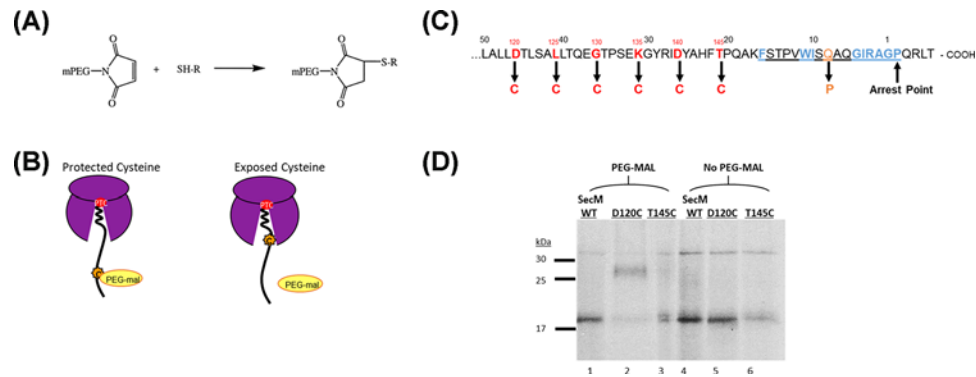 (A)
O
mPEG-N
O
+ SH-R
O
mPEG-N
S-R
O
(B)
Protected Cysteine
Exposed Cysteine
PTC
PTC
C
PEG-mal
C
PEG-mal
(C)
50 120 125 40 130 135 30 140 145 20 10 1
LALLDTLSALLTQEGTPSEKGYRIDYAHFTPQAKFSTPVWISQAQGIRAGPQRLT - COOH
C C C C C C P Arrest Point
(D)
PEG-MAL No PEG-MAL
SecM SecM
WT D120C T145C WT D120C T145C
kDa
30
25
17
1 2 3 4 5 6